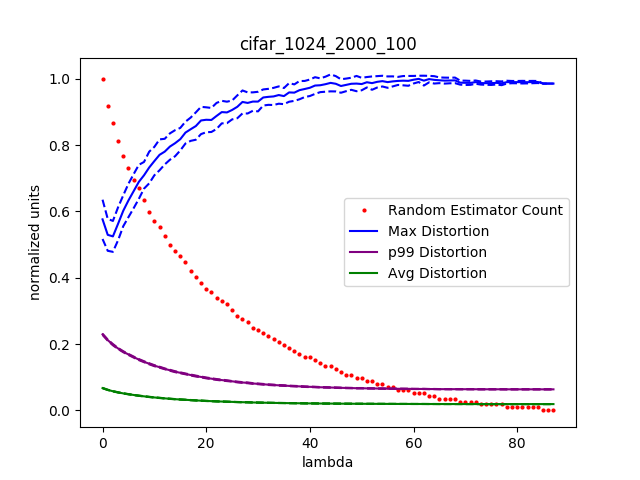 cifar_1024_2000_100
normalized units
1.0
0.8
0.6
0.4
0.2
0.0
Random Estimator Count
Max Distortion
p99 Distortion
Avg Distortion
0 20 40 60 80
lambda